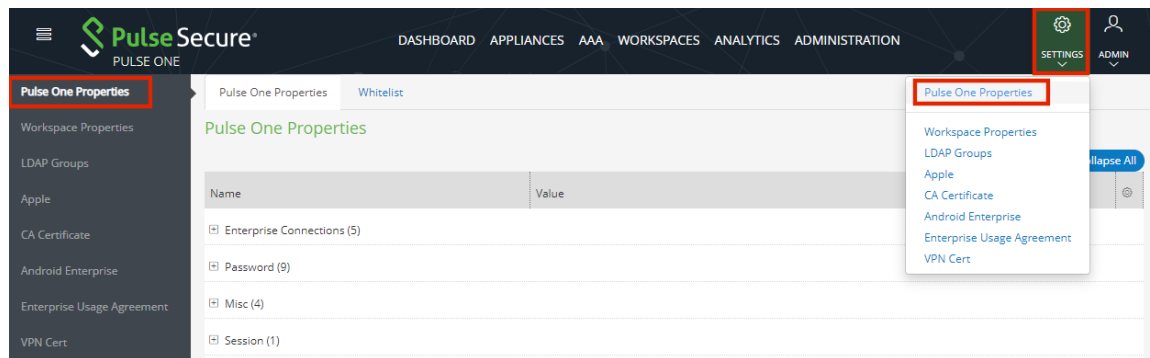 Pulse Secure®
PULSE ONE
DASHBOARD APPLIANCES AAA WORKSPACES ANALYTICS ADMINISTRATION
SETTINGS
ADMIN
Pulse One Properties
Workspace Properties
LDAP Groups
Apple
CA Certificate
Android Enterprise
Enterprise Usage Agreement
VPN Cert
Pulse One Properties Whitelist
Pulse One Properties
llapse All
Name Value
Enterprise Connections (5)
Password (9)
Misc (4)
Session (1)
Pulse One Properties
Workspace Properties
LDAP Groups
Apple
CA Certificate
Android Enterprise
Enterprise Usage Agreement
VPN Cert